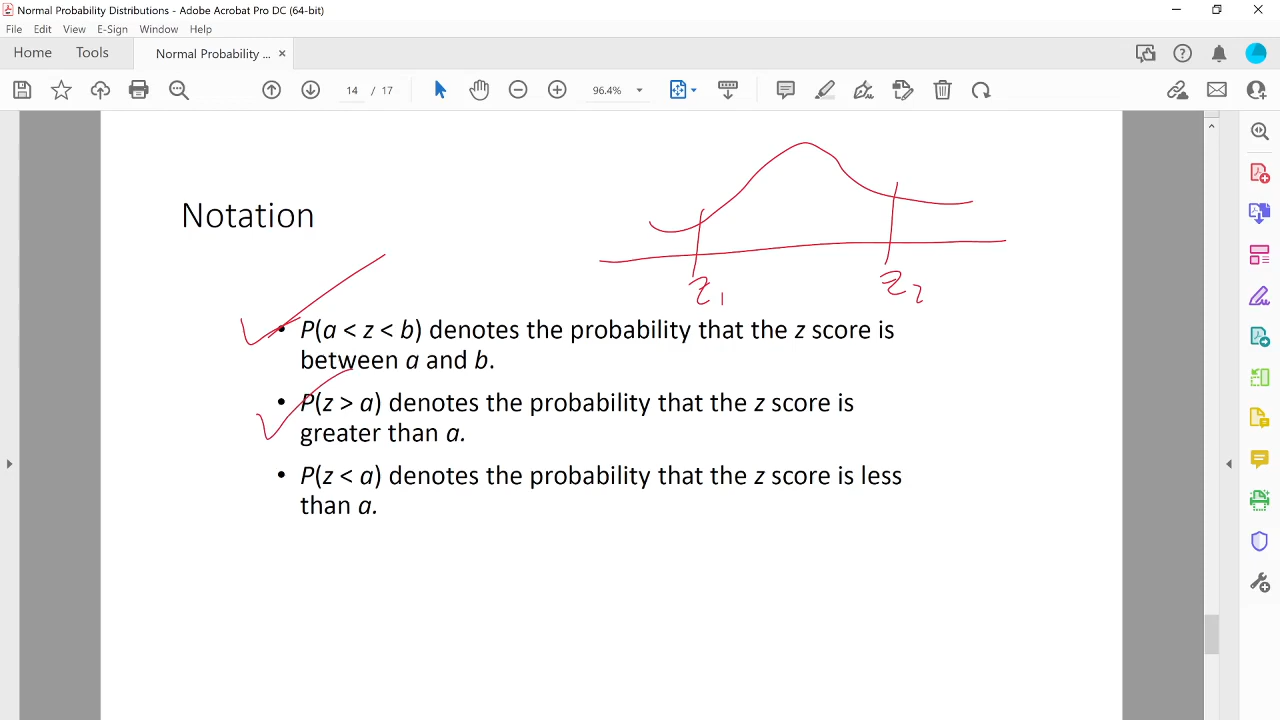 Normal Probability Distributions - Adobe Acrobat Pro DC (64-bit)
File Edit View E-Sign Window Help
Home Tools Normal Probability ... ×
14 / 17 96.4%
Notation
z1 z2
• P(a < z < b) denotes the probability that the z score is
between a and b.
• P(z > a) denotes the probability that the z score is
greater than a.
• P(z < a) denotes the probability that the z score is less
than a.